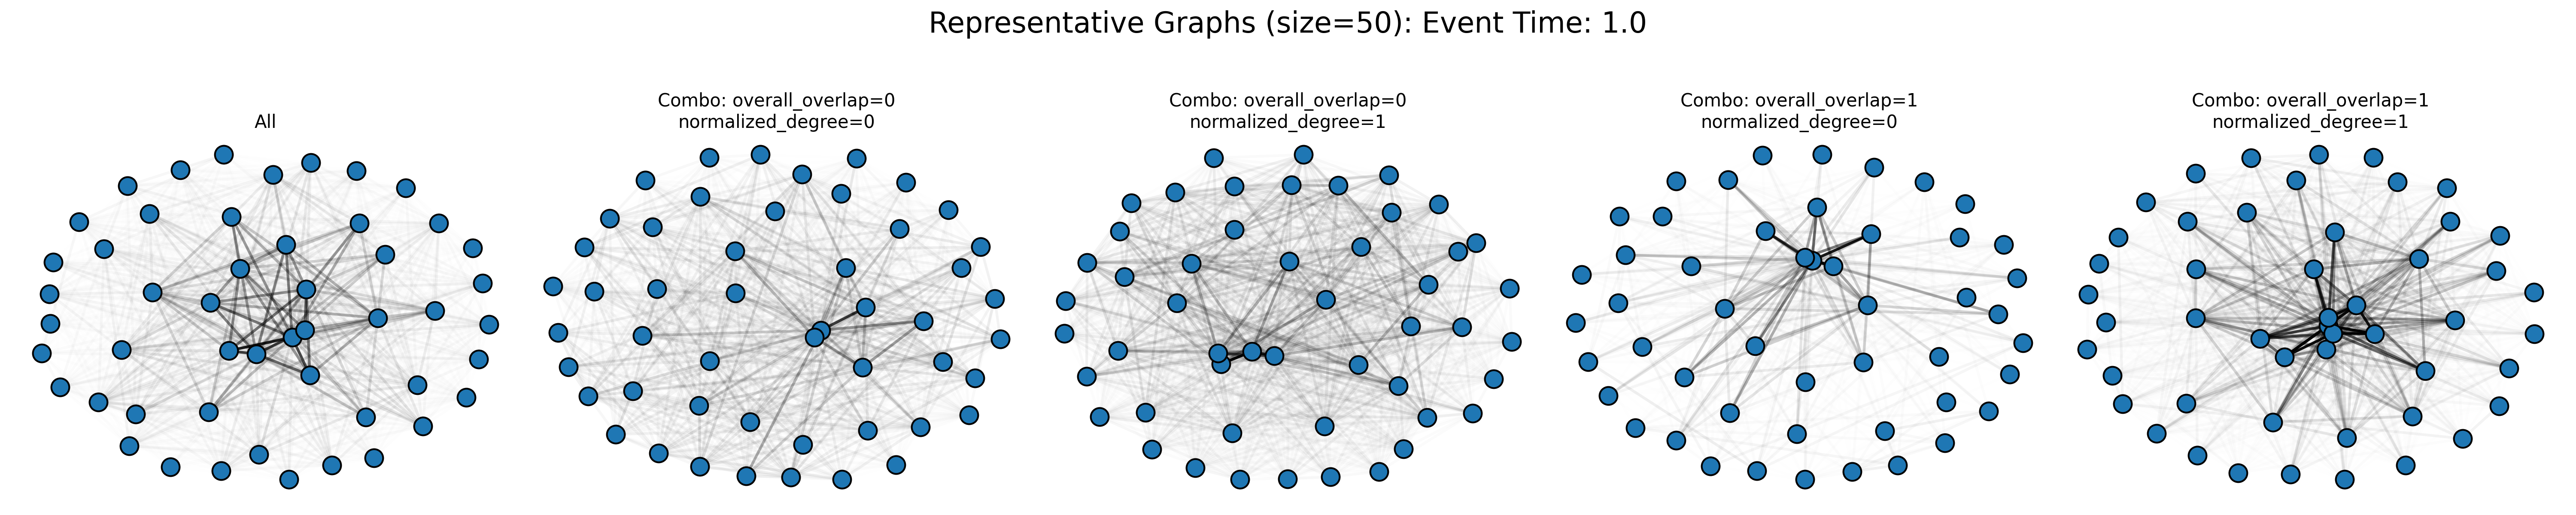 Representative Graphs (size=50): Event Time: 1.0
All
Combo: overall_overlap=0
normalized_degree=0
Combo: overall_overlap=0
normalized_degree=1
Combo: overall_overlap=1
normalized_degree=0
Combo: overall_overlap=1
normalized_degree=1